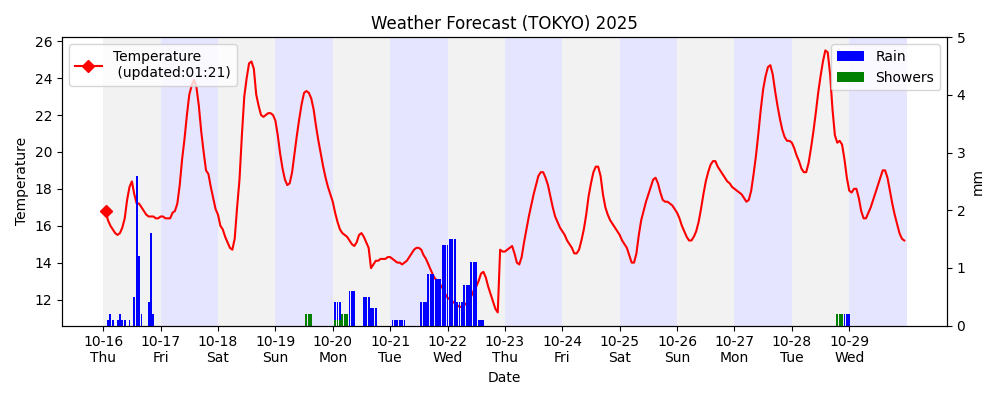 Weather Forecast (TOKYO) 2025
Temperature
(updated:01:21)
Rain
Showers
Temperature
26
24
22
20
18
16
14
12
5
4
3
2
1
0
mm
10-16 10-17 10-18 10-19 10-20 10-21 10-22 10-23 10-24 10-25 10-26 10-27 10-28 10-29
Thu Fri Sat Sun Mon Tue Wed Thu Fri Sat Sun Mon Tue Wed
Date